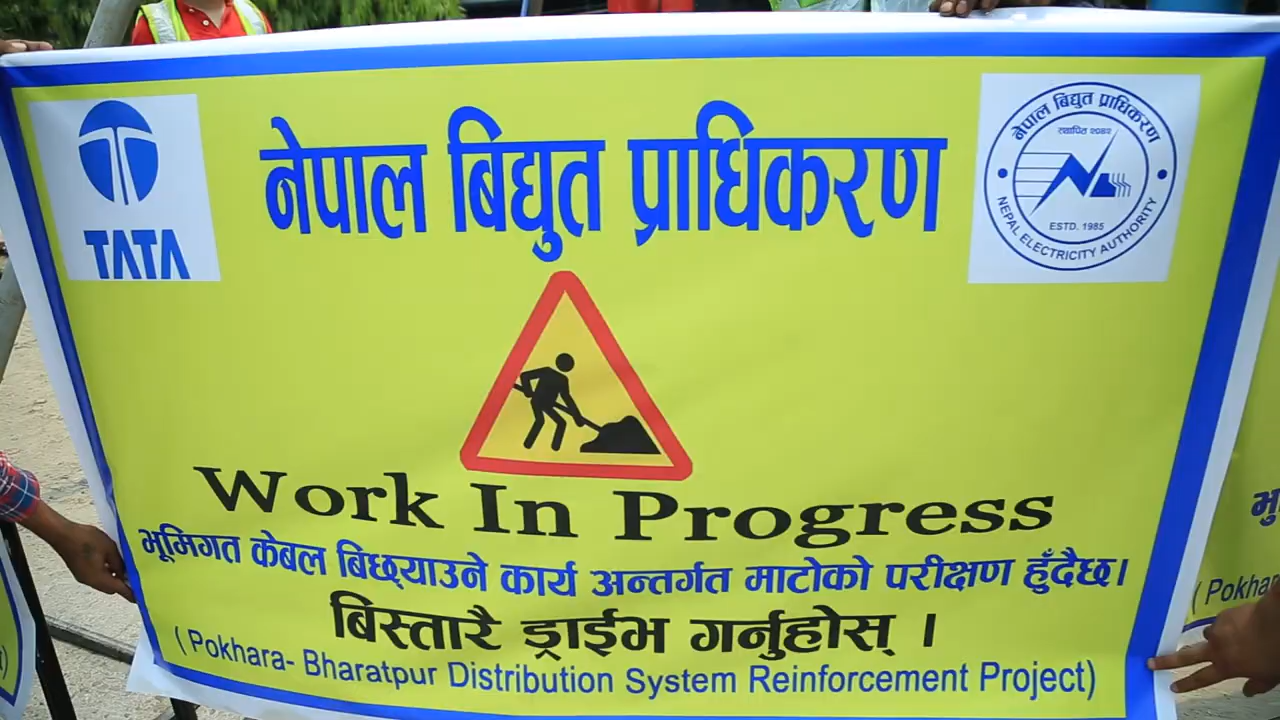 TATA
नेपाल बिद्युत प्राधिकरण
नेपाल बिद्युत प्राधिकरण
स्थापित २०४२
ESTD. 1985
NEPAL ELECTRICITY AUTHORITY
Work In Progress
भूमिगत केबल बिछ्याउने कार्य अन्तर्गत माटोको परीक्षण हुँदैछ।
बिस्तारै ड्राईभ गर्नुहोस् ।
( Pokhara- Bharatpur Distribution System Reinforcement Project)